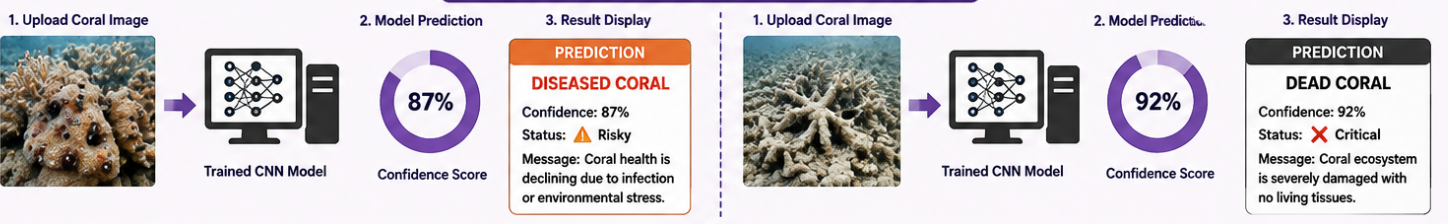 1. Upload Coral Image
2. Model Prediction
3. Result Display
87%
Trained CNN Model
Confidence Score
PREDICTION
DISEASED CORAL
Confidence: 87%
Status: Risky
Message: Coral health is
declining due to infection
or environmental stress.
1. Upload Coral Image
2. Model
3. Result Display
92%
Trained CNN Model
Confidence Score
PREDICTION
DEAD CORAL
Confidence: 92%
Status: Critical
Message: Coral ecosystem
is severely damaged with
no living tissues.